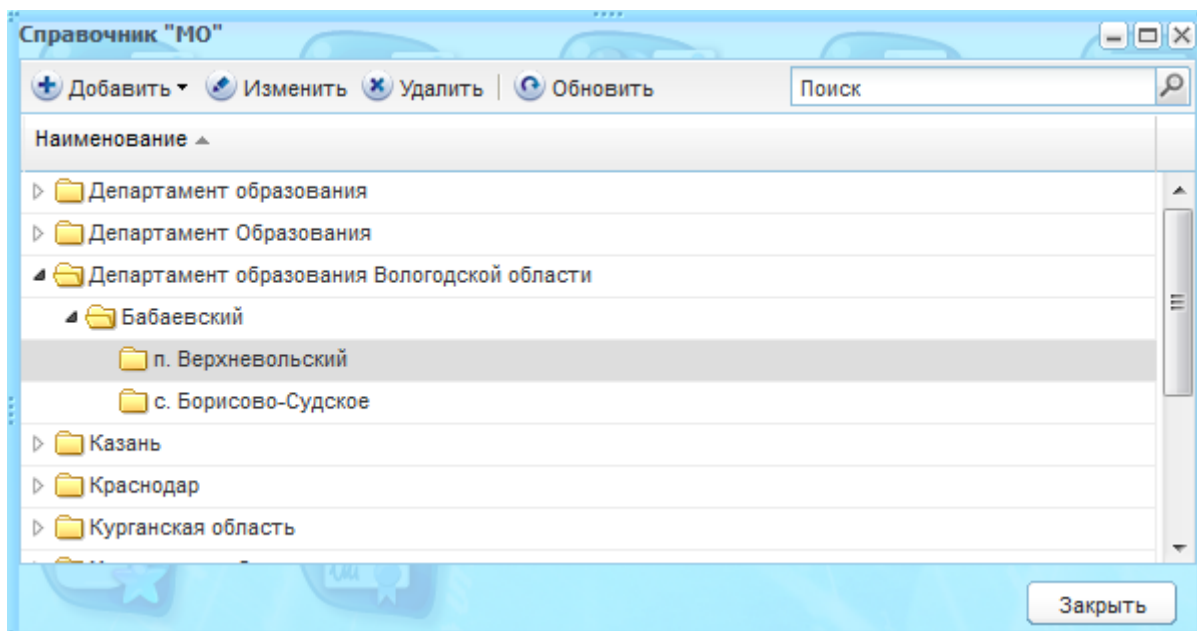 Справочник "МО"
Добавить Изменить Удалить Обновить Поиск
Наименование
Департамент образования
Департамент Образования
Департамент образования Вологодской области
Бабаевский
п. Верхневольский
с. Борисово-Судское
Казань
Краснодар
Курганская область
Закрыть